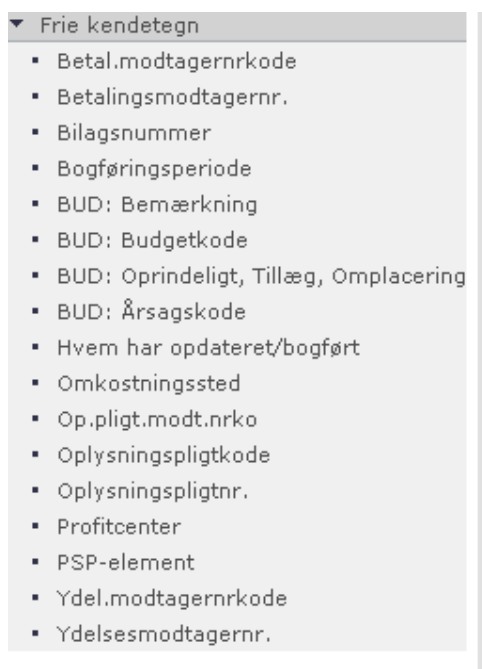 Frie kendetegn
Betal.modtagernrkode
Betalingsmodtagernr.
Bilagsnummer
Bogføringsperiode
BUD: Bemærkning
BUD: Budgetkode
BUD: Oprindeligt, Tillæg, Omplacering
BUD: Årsagskode
Hvem har opdateret/bogført
Omkostningssted
Op.pligt.modt.nrko
Oplysningspligtkode
Oplysningspligtnr.
Profitcenter
PSP-element
Ydel.modtagernrkode
Ydelsesmodtagernr.